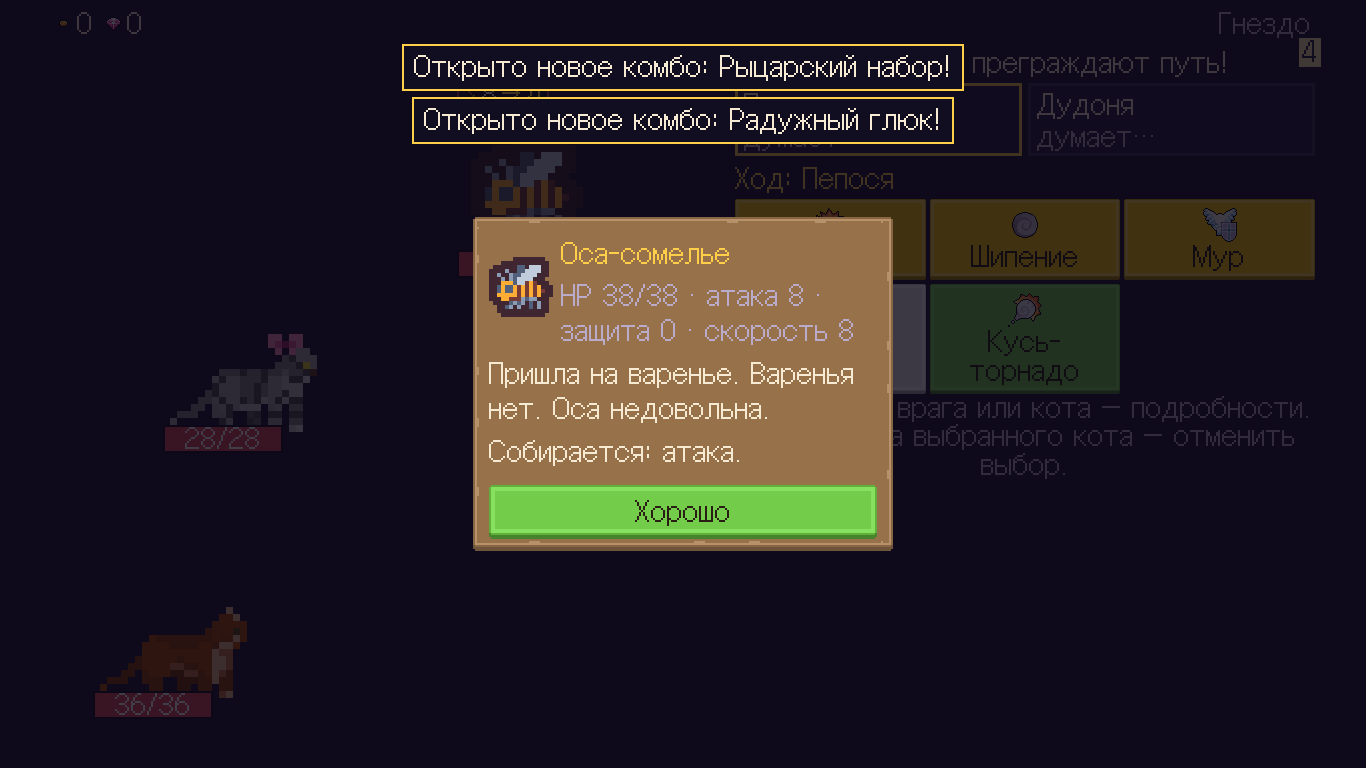 0 0
Гнездо
4
Открыто новое комбо: Рыцарский набор!
преграждают путь!
Открыто новое комбо: Радужный глюк!
Дудоня
думает…
Ход: Пепося
Шипение
Мур
Оса-сомелье
HP 38/38 · атака 8 ·
защита 0 · скорость 8
Кусь-
торнадо
Пришла на варенье. Варенья
нет. Оса недовольна.
Собирается: атака.
Хорошо
врага или кота — подробности.
выбранного кота — отменить
выбор.
28/28
36/36